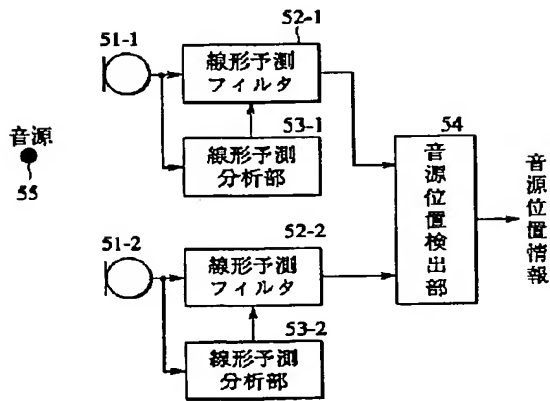 52-1
51-1
線形予測
フィルタ
53-1
54
音源
線形予測
分析部
55
音源位置検出部
音源位置情報
52-2
51-2
線形予測
フィルタ
53-2
線形予測
分析部